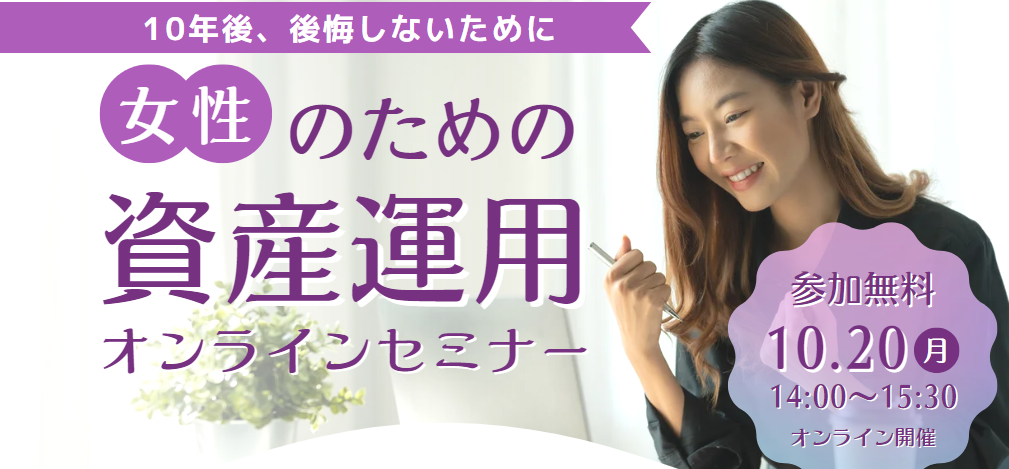 10年後、後悔しないために
女性のための
資産運用
オンラインセミナー
参加無料
10.20月
14:00〜15:30
オンライン開催